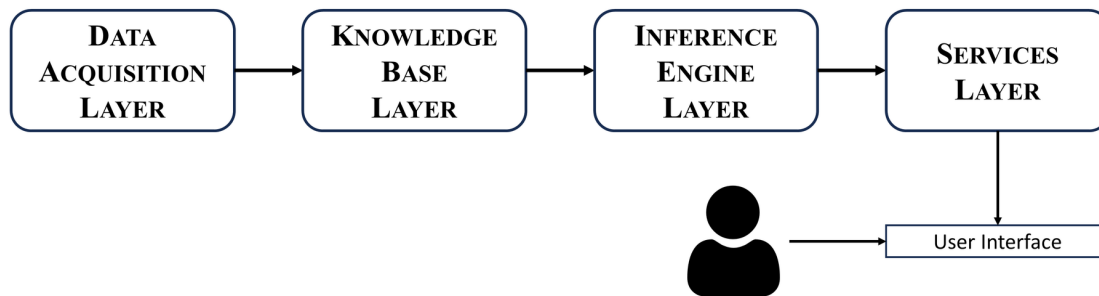 DATA
ACQUISITION
LAYER
KNOWLEDGE
BASE
LAYER
INFERENCE
ENGINE
LAYER
SERVICES
LAYER
User Interface